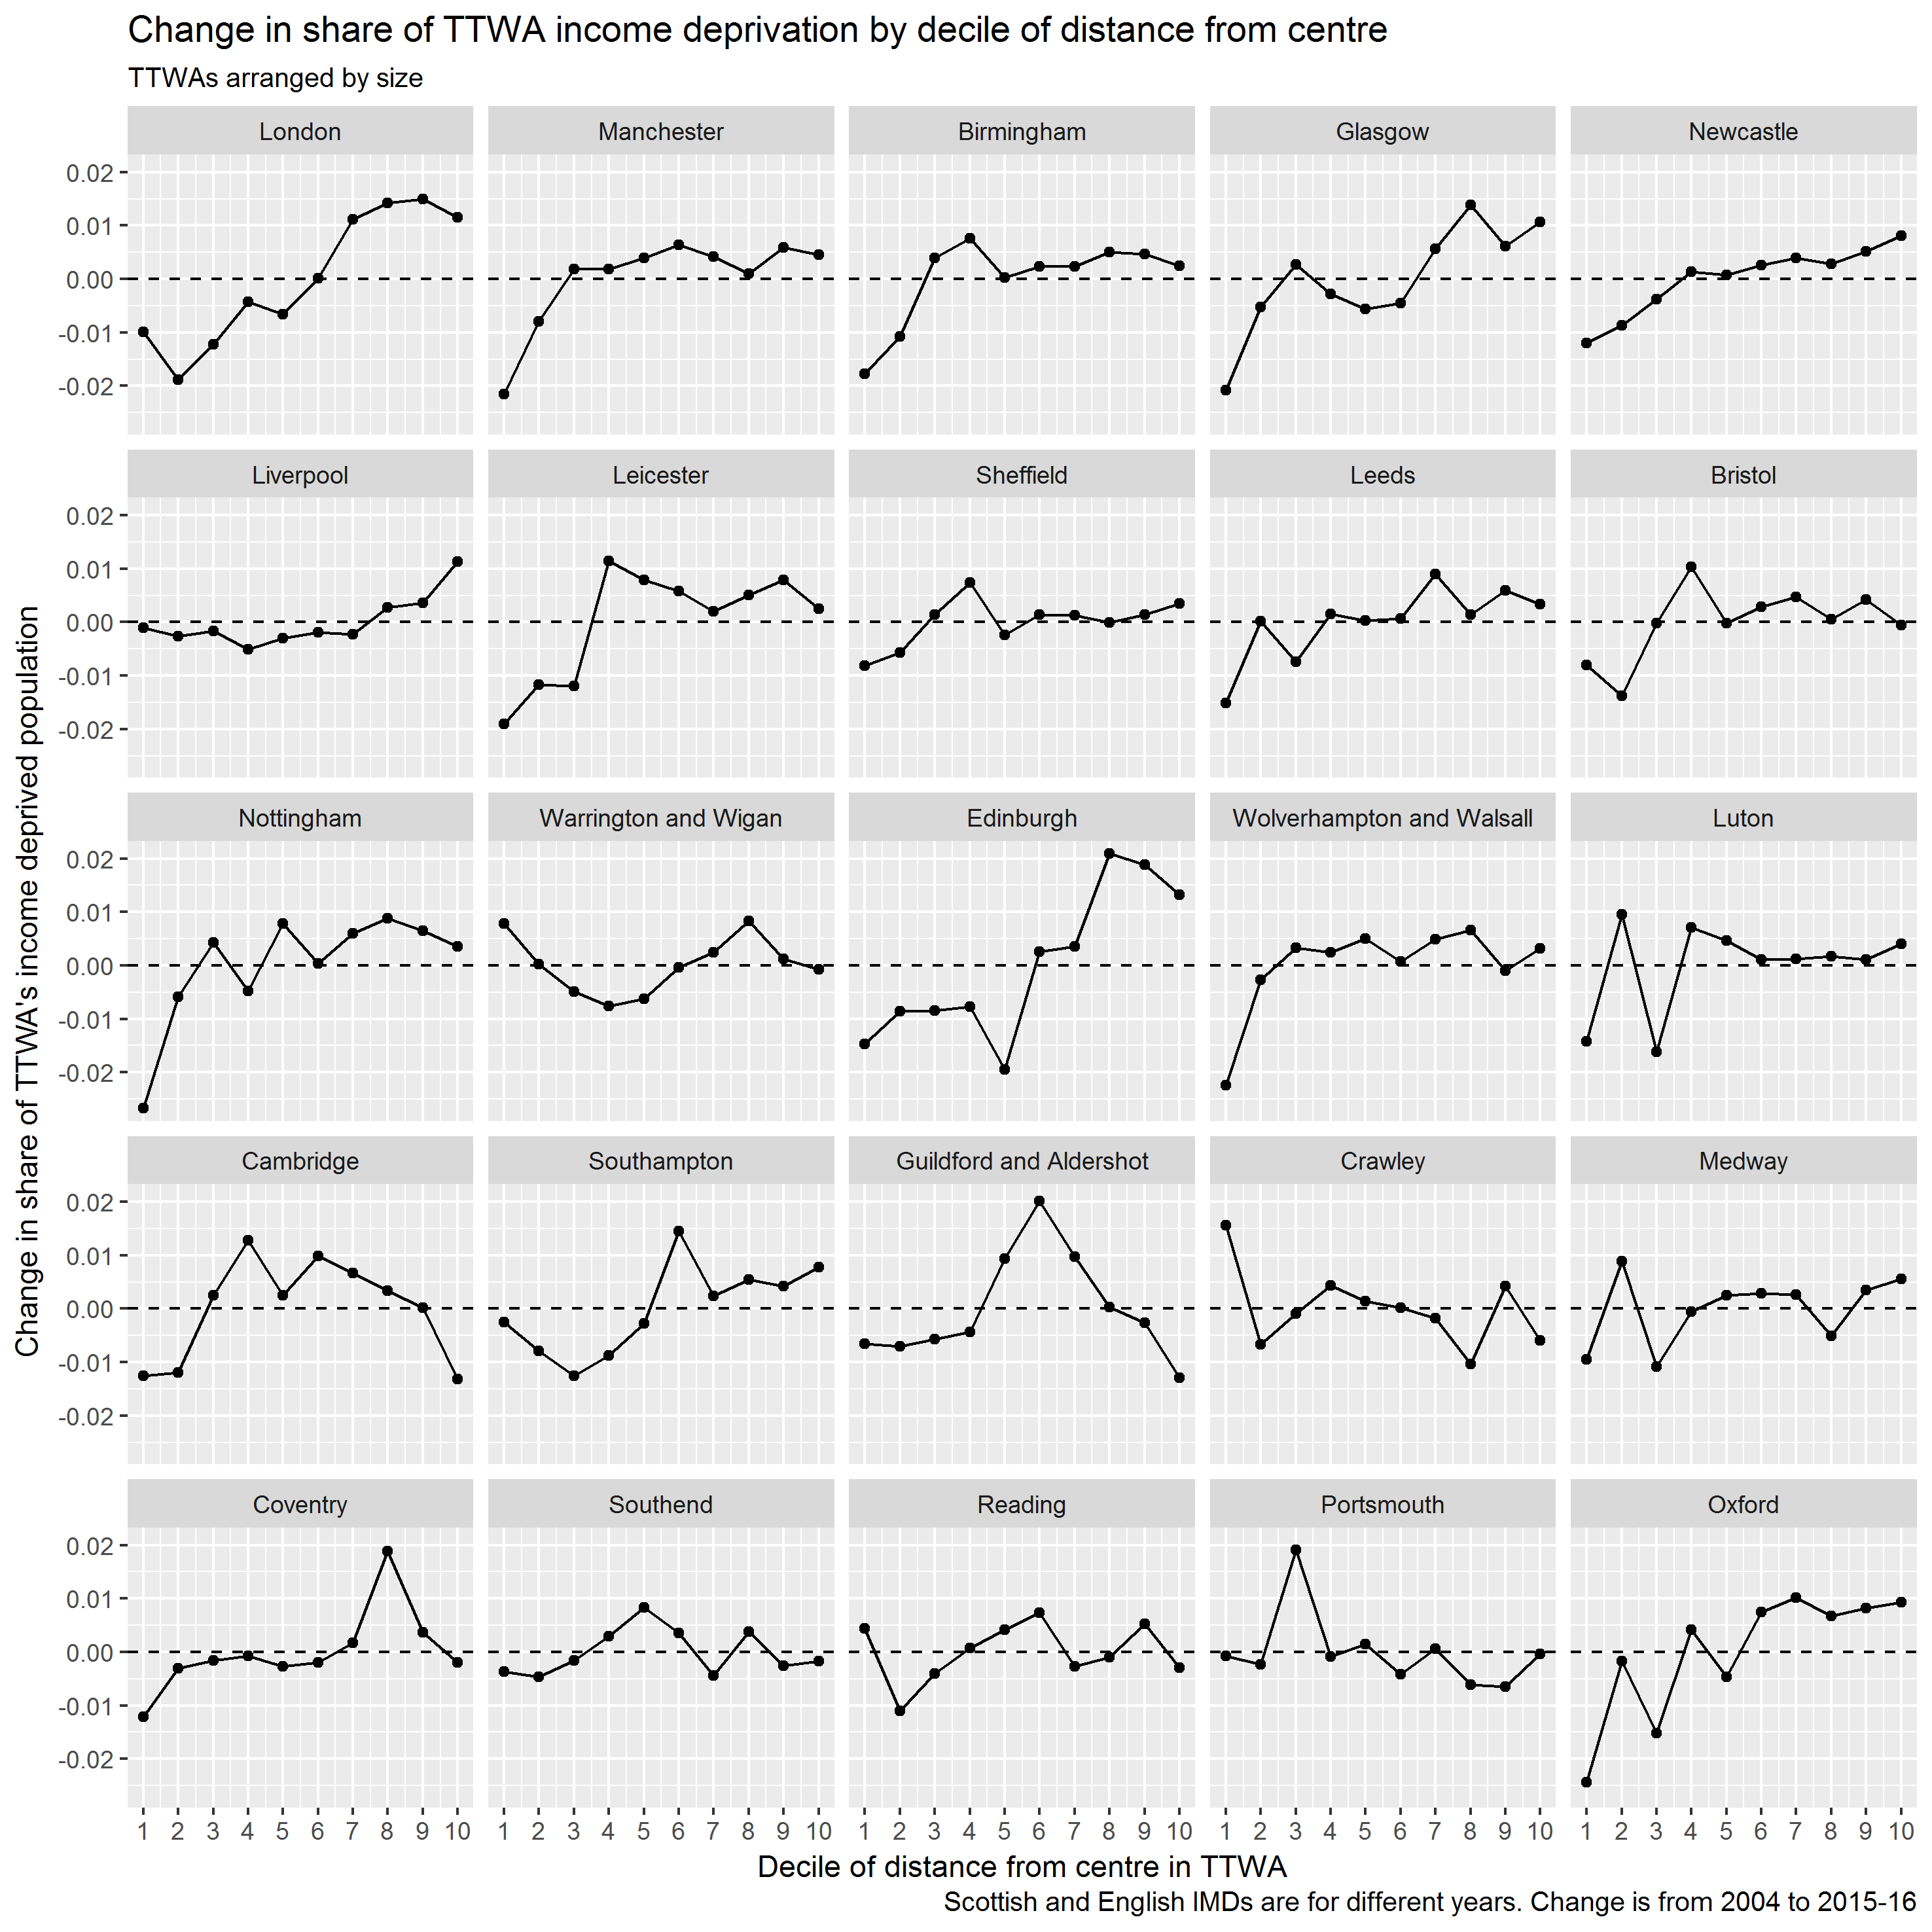 Change in share of TTWA income deprivation by decile of distance from centre
TTWAs arranged by size
London Manchester Birmingham Glasgow Newcastle
0.02
0.01
0.00
-0.01
-0.02
Liverpool Leicester Sheffield Leeds Bristol
0.02
0.01
0.00
-0.01
-0.02
Nottingham Warrington and Wigan Edinburgh Wolverhampton and Walsall Luton
0.02
0.01
0.00
-0.01
-0.02
Cambridge Southampton Guildford and Aldershot Crawley Medway
0.02
0.01
0.00
-0.01
-0.02
Coventry Southend Reading Portsmouth Oxford
0.02
0.01
0.00
-0.01
-0.02
Change in share of TTWA's income deprived population
1 2 3 4 5 6 7 8 9 10 1 2 3 4 5 6 7 8 9 10 1 2 3 4 5 6 7 8 9 10 1 2 3 4 5 6 7 8 9 10 1 2 3 4 5 6 7 8 9 10
Decile of distance from centre in TTWA
Scottish and English IMDs are for different years. Change is from 2004 to 2015-16